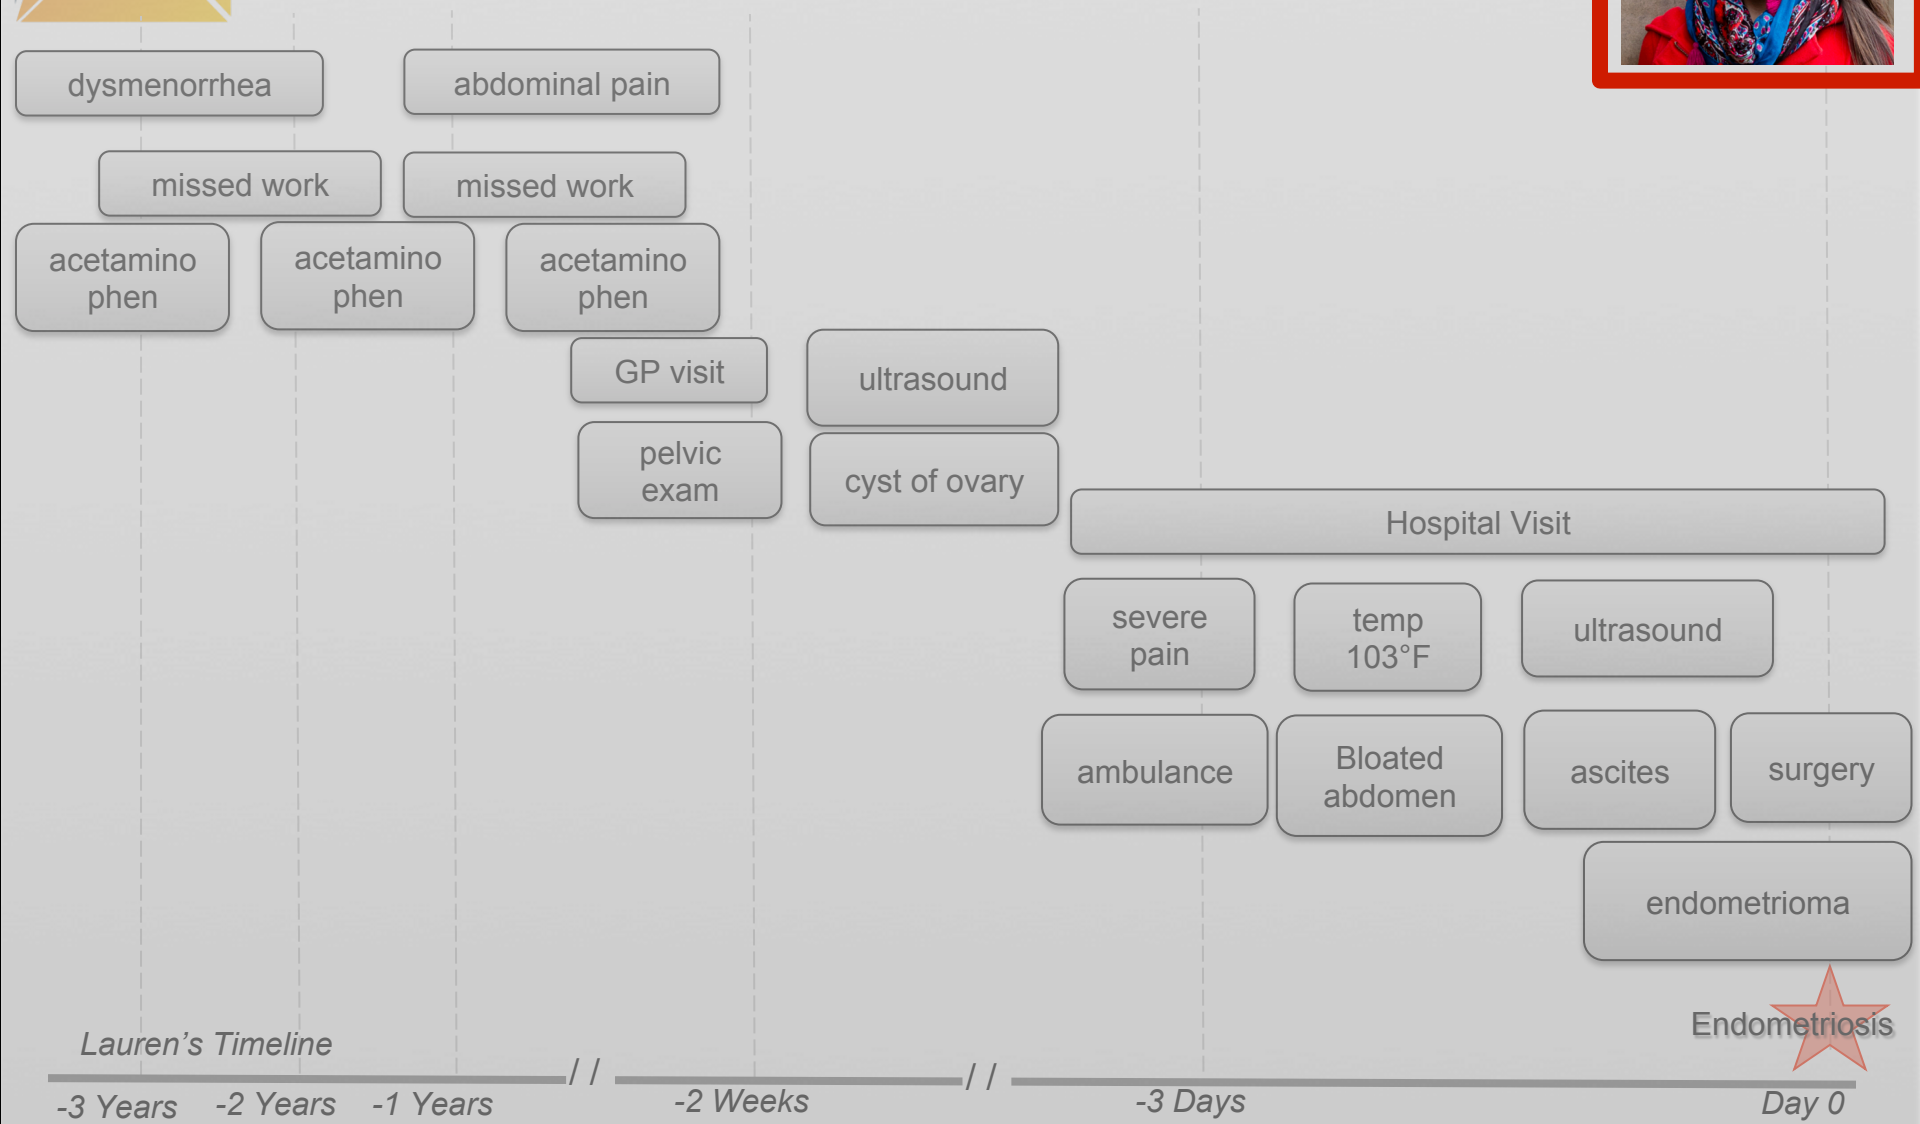 dysmenorrhea
abdominal pain
missed work
missed work
acetamino
phen
acetamino
phen
acetamino
phen
GP visit
ultrasound
pelvic
exam
cyst of ovary
Hospital Visit
severe
pain
temp
103°F
ultrasound
ambulance
Bloated
abdomen
ascites
surgery
endometrioma
Endometriosis
Lauren’s Timeline
/ /
/ /
-3 Years
-2 Years
-1 Years
-2 Weeks
-3 Days
Day 0